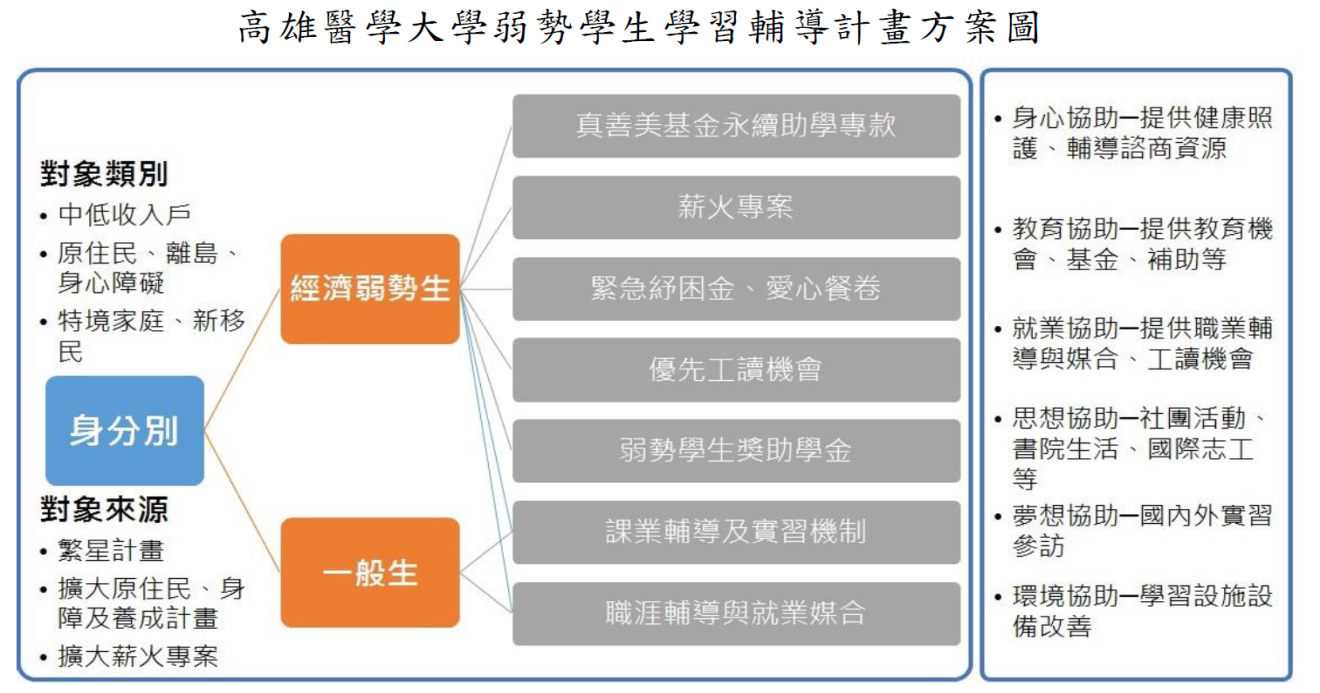 高雄醫學大學弱勢學生學習輔導計畫方案圖
對象類別
• 中低收入戶
• 原住民、離島、
身心障礙
• 特境家庭、新移
民
身分別
對象來源
• 繁星計畫
• 擴大原住民、身
障及養成計畫
• 擴大薪火專案
經濟弱勢生
一般生
真善美基金永續助學專款
薪火專案
緊急紓困金、愛心餐卷
優先工讀機會
弱勢學生獎助學金
課業輔導及實習機制
職涯輔導與就業媒合
• 身心協助─提供健康照
護、輔導諮商資源
• 教育協助─提供教育機
會、基金、補助等
• 就業協助─提供職業輔
導與媒合、工讀機會
• 思想協助─社團活動、
書院生活、國際志工
等
• 夢想協助─國內外實習
參訪
• 環境協助─學習設施設
備改善